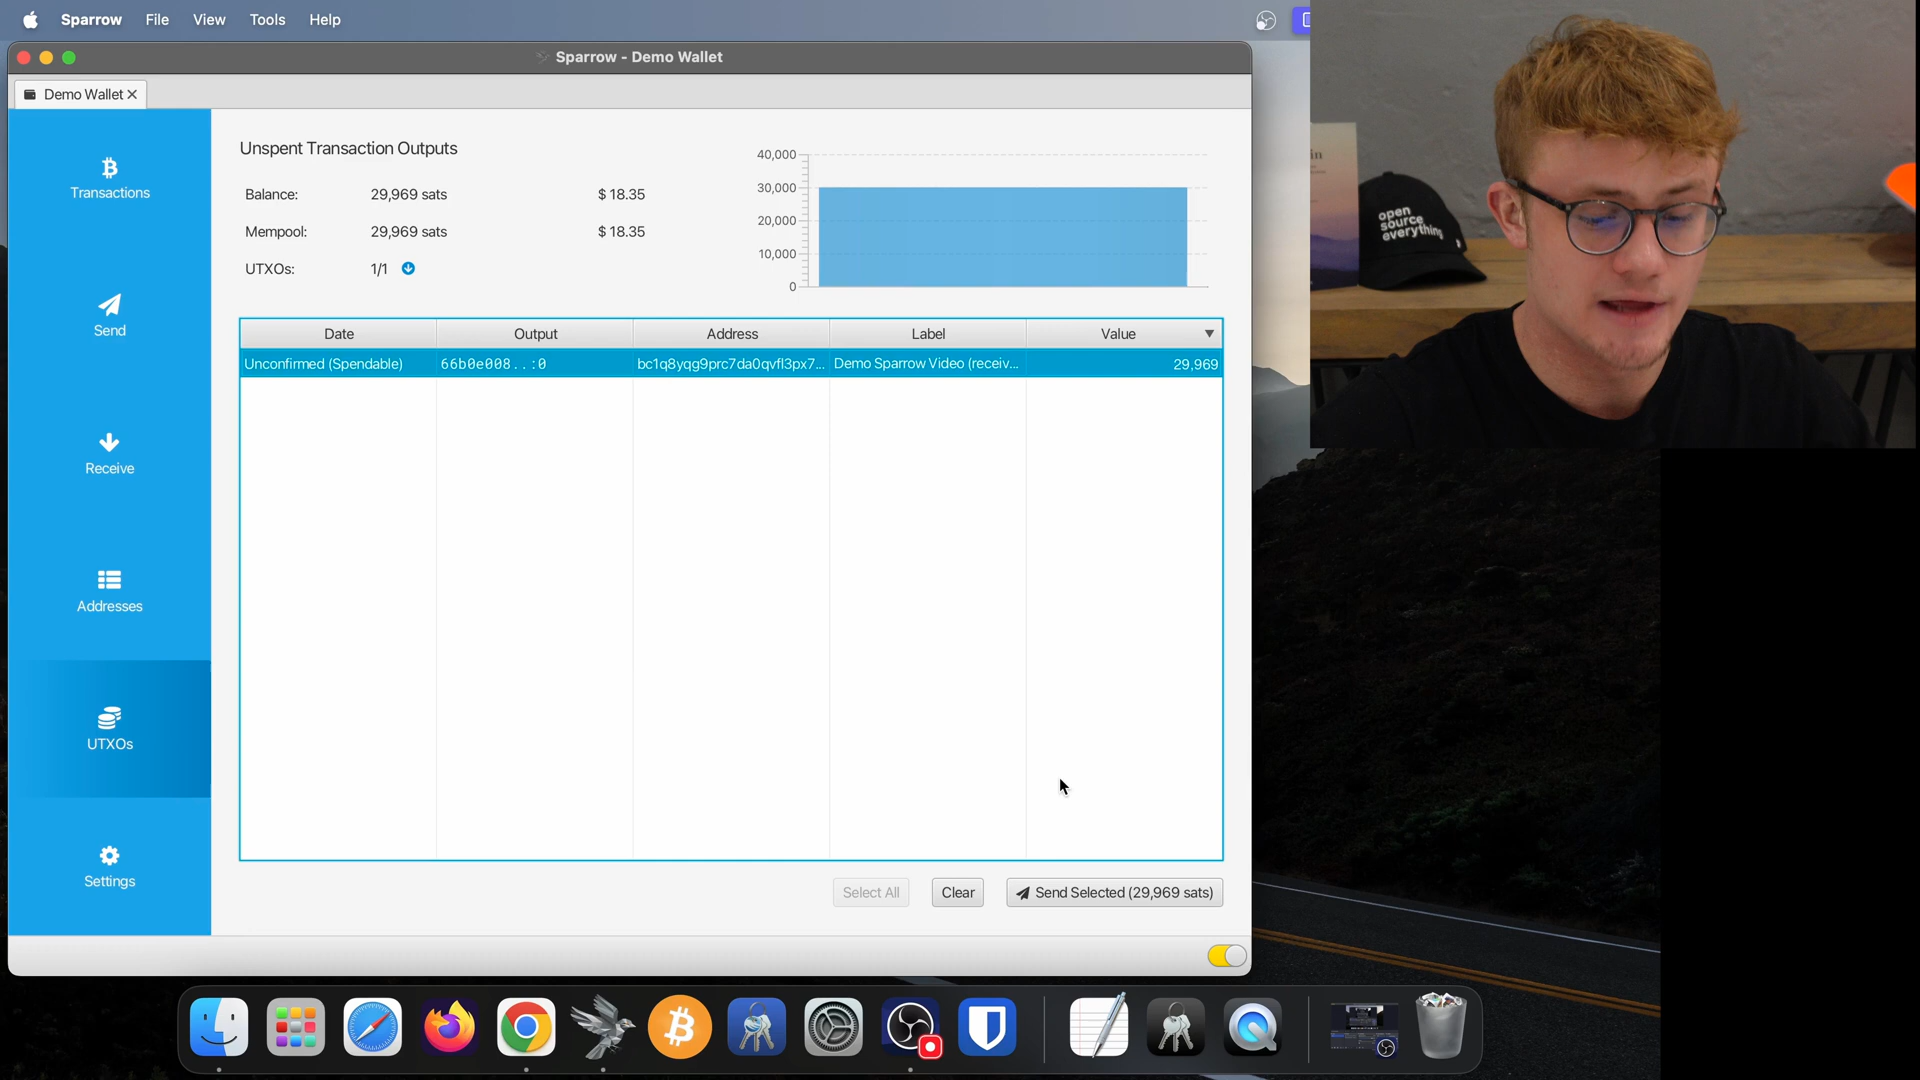 Sparrow File View Tools Help
Sparrow - Demo Wallet
Demo Wallet
Transactions
Send
Receive
Addresses
UTXOs
Settings
Unspent Transaction Outputs
Balance: 29,969 sats $ 18.35
Mempool: 29,969 sats $ 18.35
UTXOs: 1/1
40,000
30,000
20,000
10,000
0
Date Output Address Label Value
Unconfirmed (Spendable) 66b0e008..:0 bc1q8yqg9prc7da0qvfl3px7... Demo Sparrow Video (receiv... 29,969
Select All Clear Send Selected (29,969 sats)
open
source
everything
in